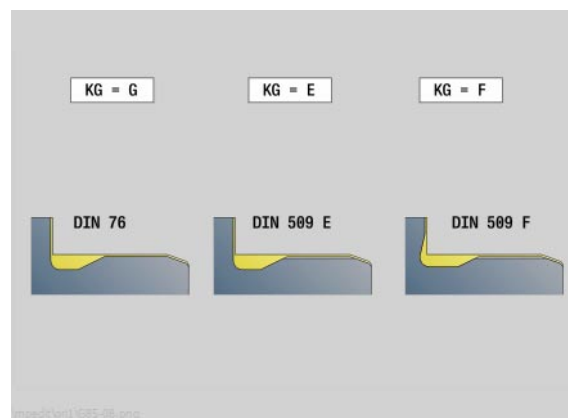 KG = G
KG = E
KG = F
DIN 76
DIN 509 E
DIN 509 F